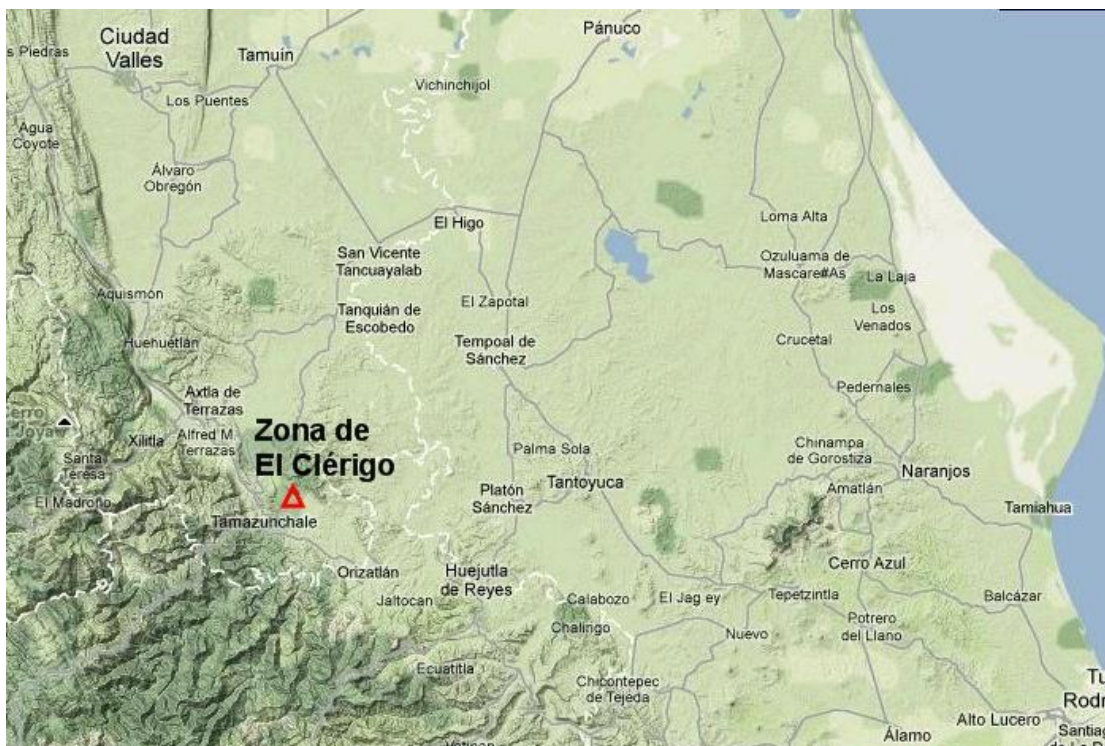 Ciudad
Valles
Tamuín
Pánuco
Vichinchijol
Piedras
Los Puentes
Agua
Coyote
Álvaro
Obregón
El Higo
Loma Alta
San Vicente
Tancuayalab
Ozuluama de
Mascare#As
La Laja
Aquismón
El Zapotal
Tanquián de
Escobedo
Los
Venados
Huehuetlán
Tempoal de
Sánchez
Crucetal
Axtla de
Terrazas
Pedernales
Zona de
El Clérigo
Xilitla
Alfred M.
Terrazas
Palma Sola
Chinampa
de Gorostiza
Santa
Teresa
Naranjos
Tantoyuca
El Madroño
Platón
Sánchez
Amatlán
Tamiahua
Tamazunchale
Orizatlán
Huejutla
de Reyes
Cerro Azul
Jaltocan
Calabozo
El Jag ey
Tepetzintla
Balcázar
Chalingo
Nuevo
Potrero
del Llano
Ecuatitla
Chicontepec
de Tejeda
Alto Lucero
Álamo